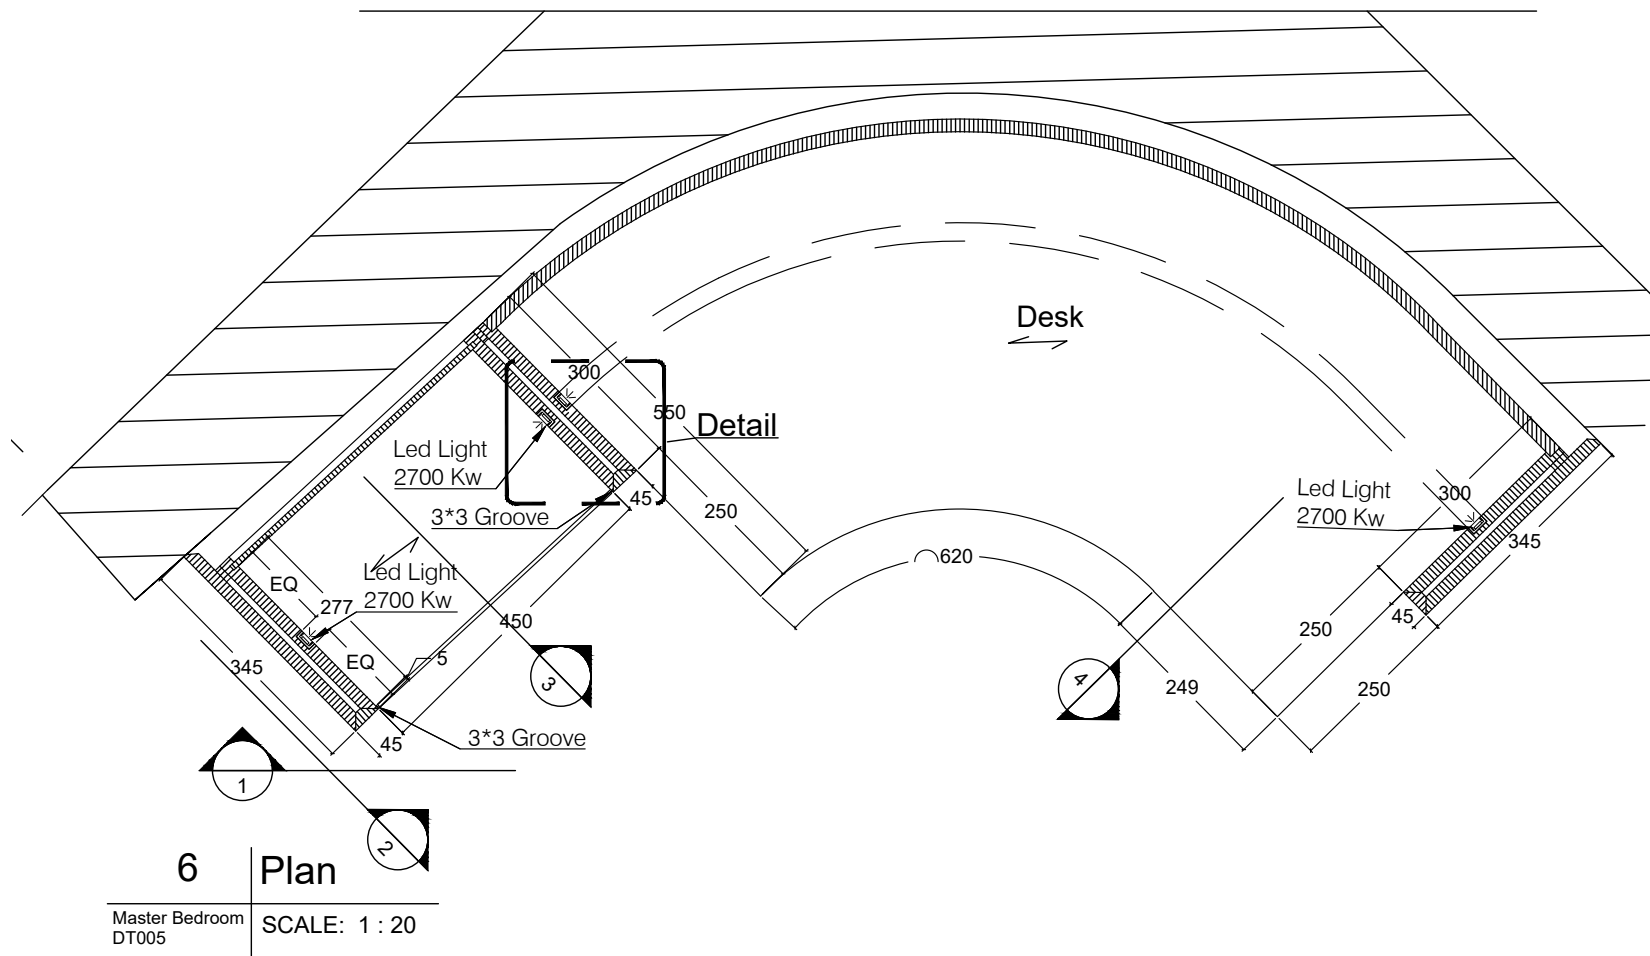 Desk
300
550
Detail
Led Light
2700 Kw
45
250
3*3 Groove
Led Light
2700 Kw
300
345
620
EQ
Led Light
2700 Kw
277
450
EQ
5
345
45
250
249
250
3
4
45
3*3 Groove
1
2
6
Plan
Master Bedroom
DT005
SCALE: 1 : 20